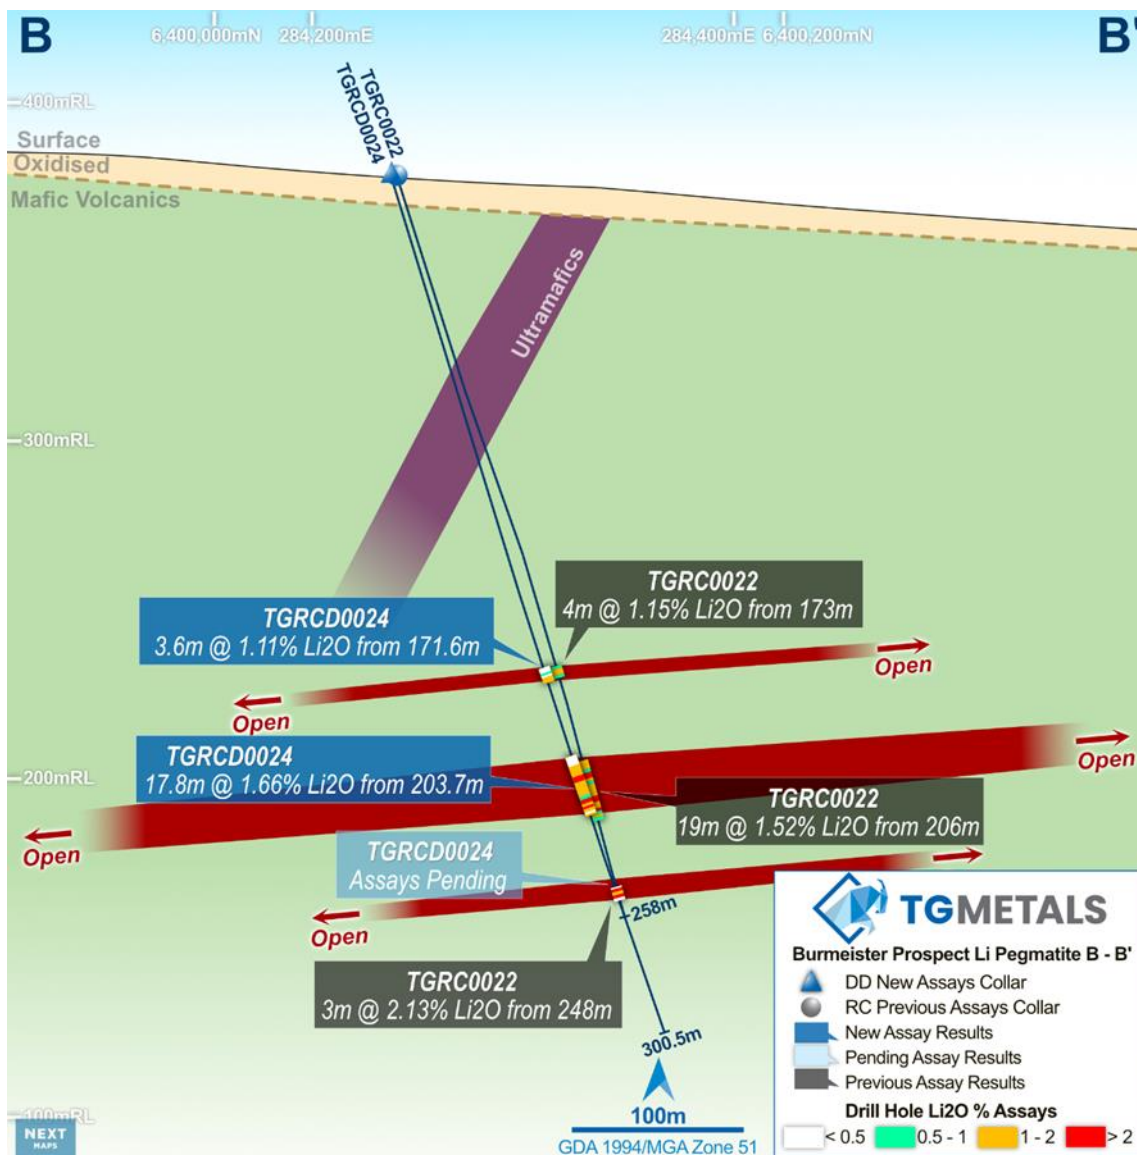 B
B'
6,400,000mN
284,200mE
284,400mE
6,400,200mN
400mRL
TGRC0022
TGRCD0024
Surface
Oxidised
Mafic Volcanics
Ultramafics
300mRL
TGRC0022
4m @ 1.15% Li2O from 173m
TGRCD0024
3.6m @ 1.11% Li2O from 171.6m
Open
Open
TGRCD0024
17.8m @ 1.66% Li2O from 203.7m
200mRL
Open
TGRC0022
19m @ 1.52% Li2O from 206m
Open
TGRCD0024
Assays Pending
258m
Open
TGRC0022
3m @ 2.13% Li2O from 248m
300.5m
100mRL
100m
GDA 1994/MGA Zone 51
NEXT
MAPS
TGMETALS
Burmeister Prospect Li Pegmatite B - B'
DD New Assays Collar
RC Previous Assays Collar
New Assay Results
Pending Assay Results
Previous Assay Results
Drill Hole Li2O % Assays
< 0.5
0.5 - 1
1 - 2
> 2